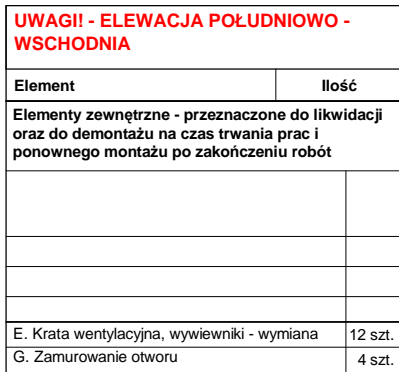 UWAGI! - ELEWACJA POŁUDNIOWO -
WSCHODNIA
Element Ilość
Elementy zewnętrzne - przeznaczone do likwidacji
oraz do demontażu na czas trwania prac i
ponownego montażu po zakończeniu robót
E. Krata wentylacyjna, wywiewniki - wymiana 12 szt.
G. Zamurowanie otworu 4 szt.